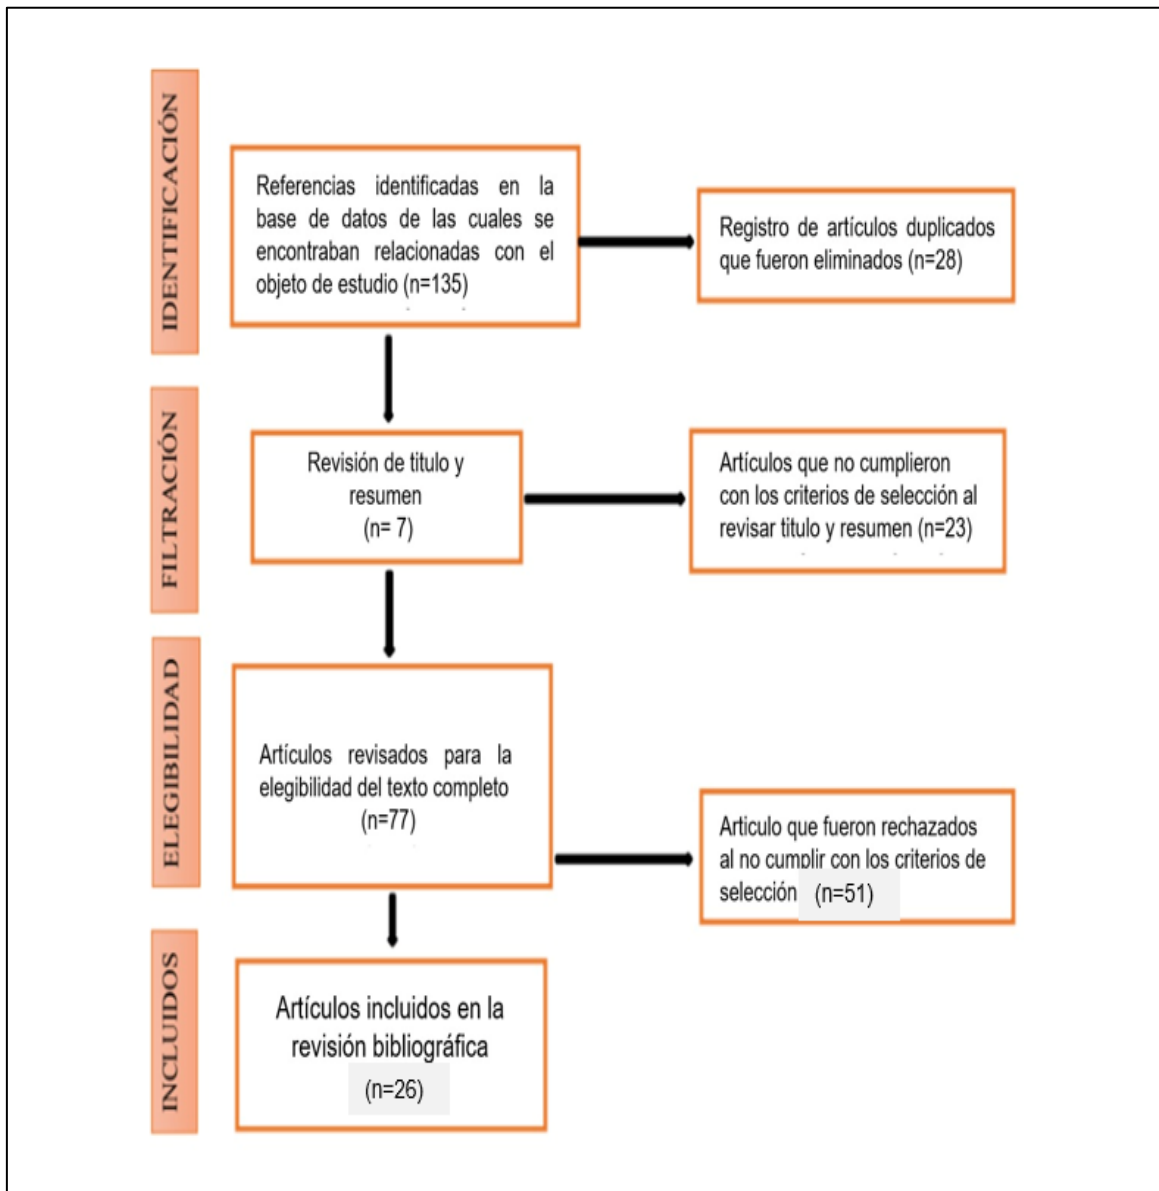 IDENTIFICACIÓN
Referencias identificadas en la
base de datos de las cuales se
encontraban relacionadas con el
objeto de estudio (n=135)
Registro de artículos duplicados
que fueron eliminados (n=28)
FILTRACIÓN
Revisión de titulo y
resumen
(n= 7)
Artículos que no cumplieron
con los criterios de selección al
revisar titulo y resumen (n=23)
ELEGIBILIDAD
Artículos revisados para la
elegibilidad del texto completo
(n=77)
Articulo que fueron rechazados
al no cumplir con los criterios de
selección (n=51)
INCLUIDOS
Artículos incluidos en la
revisión bibliográfica
(n=26)